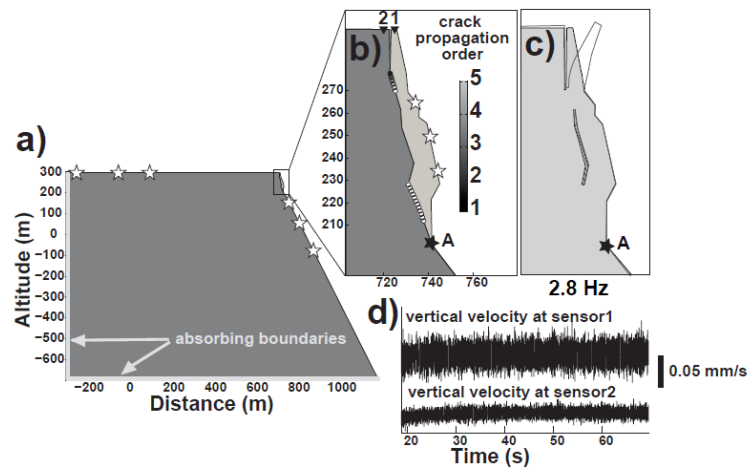 a)
300
200
100
0
−100
−200
−300
−400
−500
−600
Altitude (m)
absorbing boundaries
−200 0 200 400 600 800 1000
Distance (m)
b)
21
crack
propagation
order
5
4
3
2
1
270
260
250
240
230
220
210
A
720 740 760
c)
A
2.8 Hz
d)
vertical velocity at sensor1
0.05 mm/s
vertical velocity at sensor2
20 30 40 50 60
Time (s)